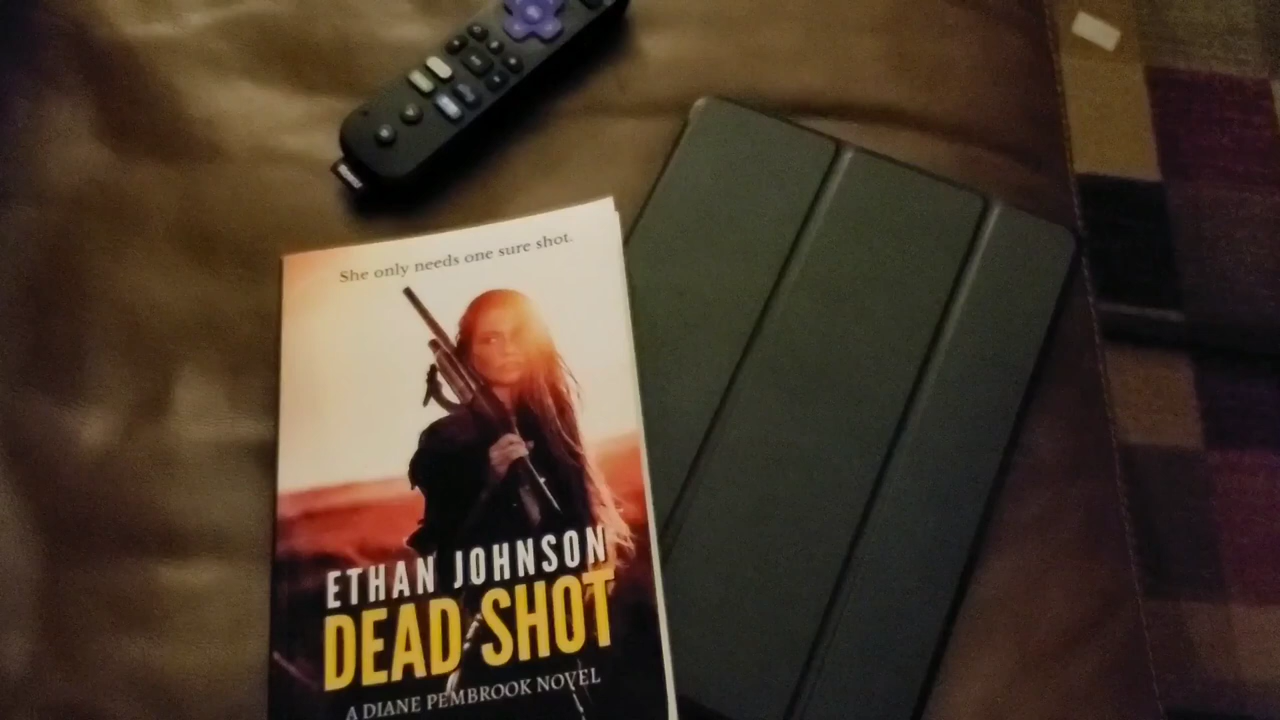 She only needs one sure shot.
ETHAN JOHNSON
DEAD SHOT
A DIANE PEMBROOK NOVEL